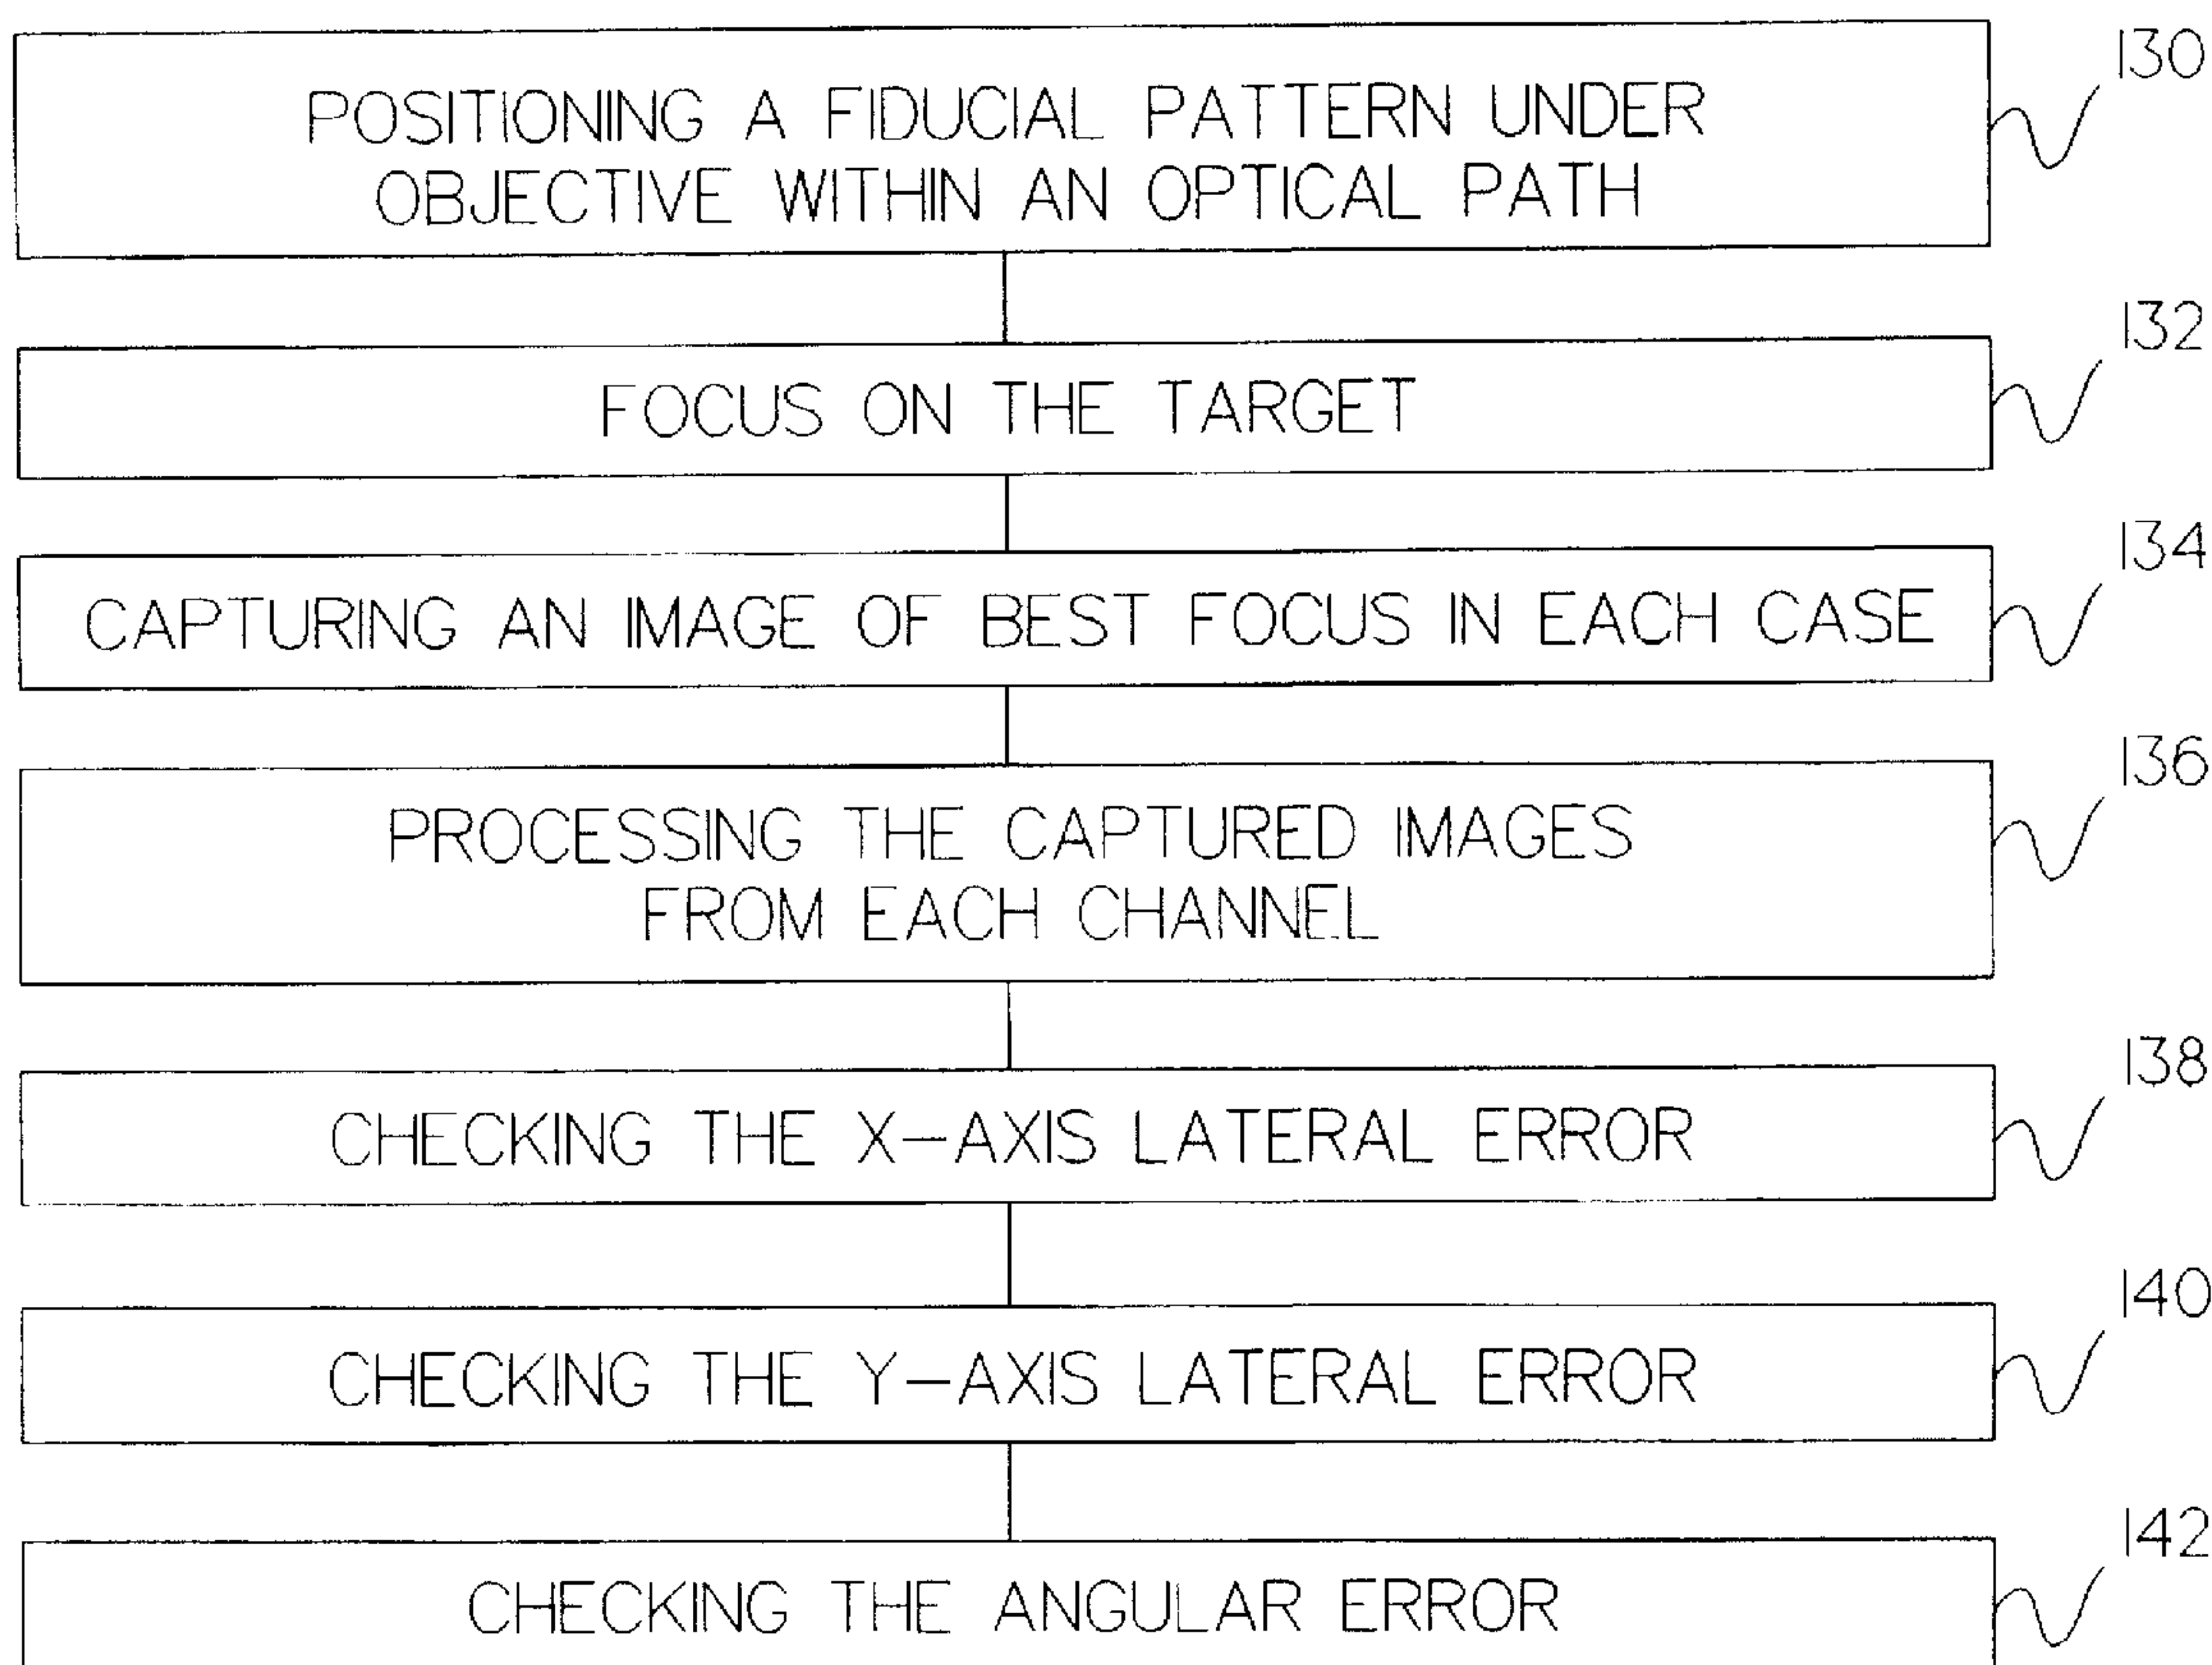 130
POSITIONING A FIDUCIAL PATTERN UNDER
OBJECTIVE WITHIN AN OPTICAL PATH
132
FOCUS ON THE TARGET
134
CAPTURING AN IMAGE OF BEST FOCUS IN EACH CASE
136
PROCESSING THE CAPTURED IMAGES
FROM EACH CHANNEL
138
CHECKING THE X-AXIS LATERAL ERROR
140
CHECKING THE Y-AXIS LATERAL ERROR
142
CHECKING THE ANGULAR ERROR